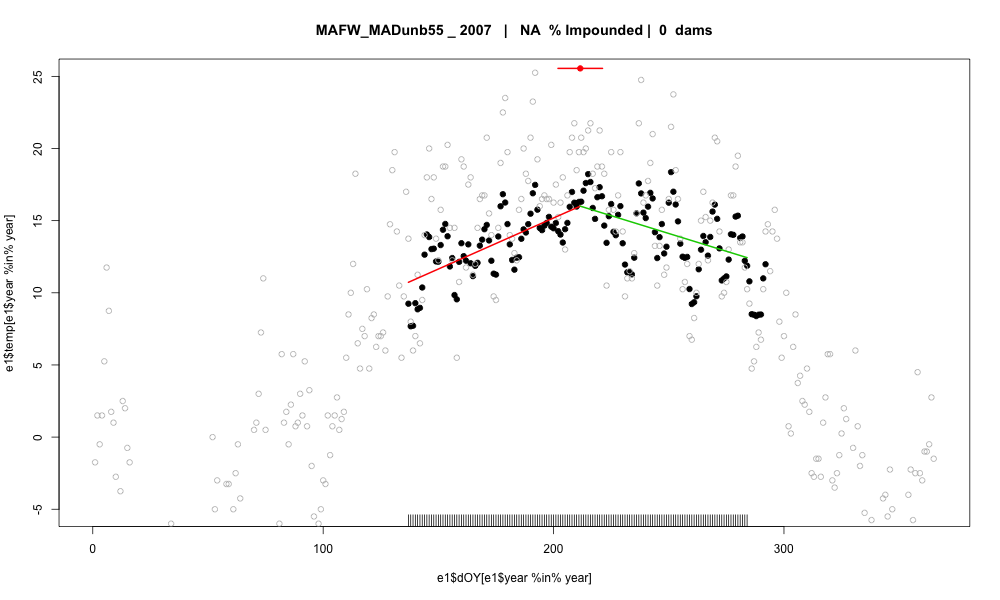 MAFW_MADunb55 _ 2007 | NA % Impounded | 0 dams
25
20
15
10
5
0
-5
e1$temp[e1$year %in% year]
0 100 200 300
e1$dOY[e1$year %in% year]